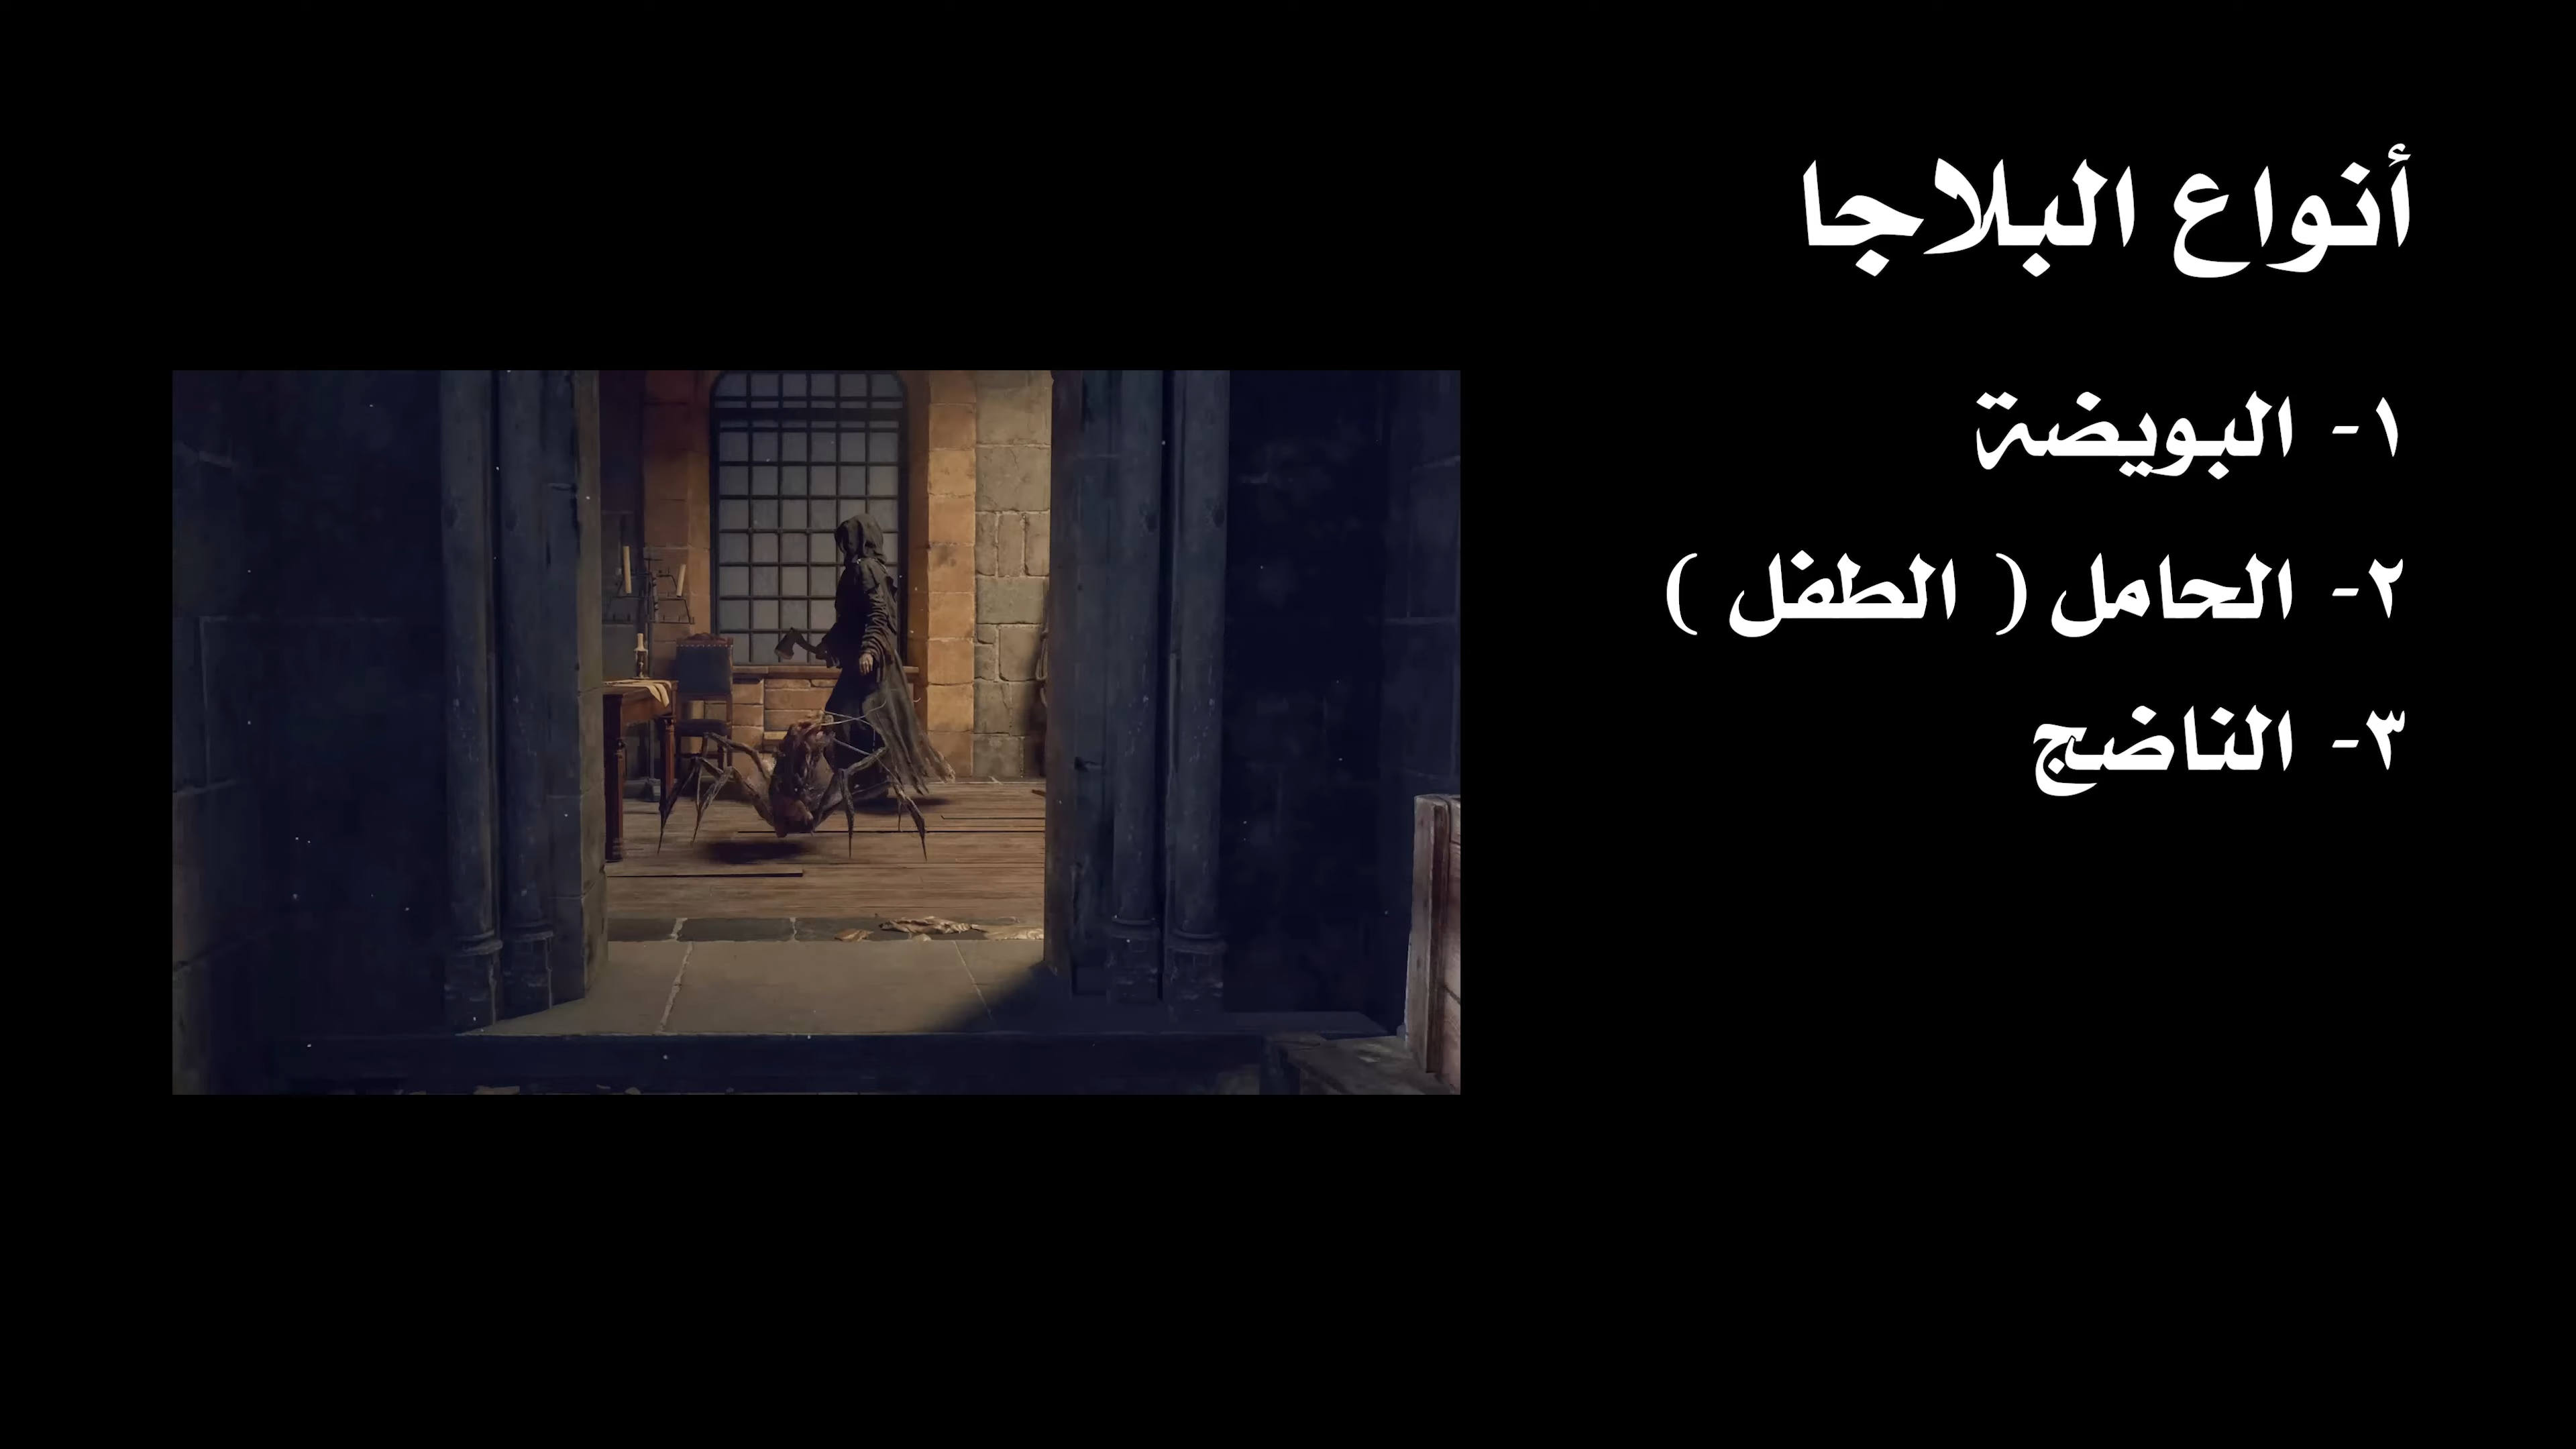 أنواع البلاجا
١- البويضة
٢- الحامل ( الطفل )
٣- الناضج